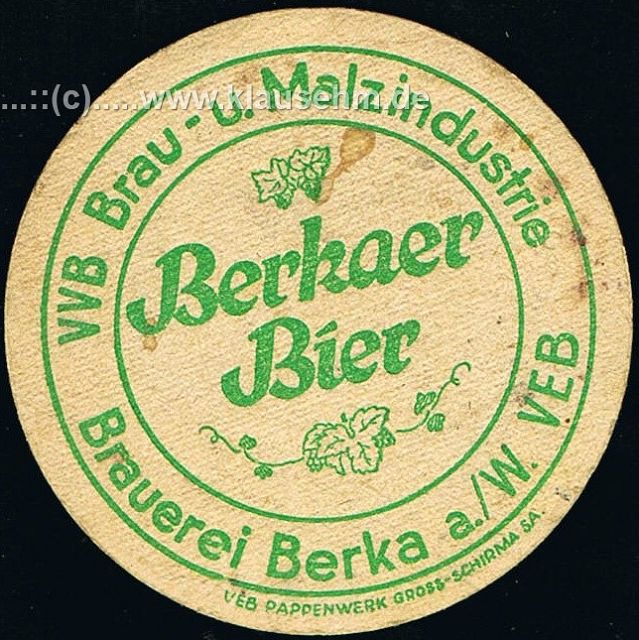 ...::(c).....www.klausehm.de
VVB Brau- u. Malzindustrie
Berkaer
Bier
Brauerei Berka a./W. VEB
VEB PAPPENWERK GROSS-SCHIRMA SA.